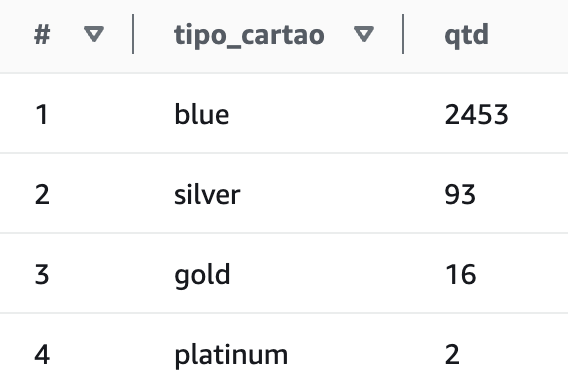 # tipo_cartao qtd
1 blue 2453
2 silver 93
3 gold 16
4 platinum 2